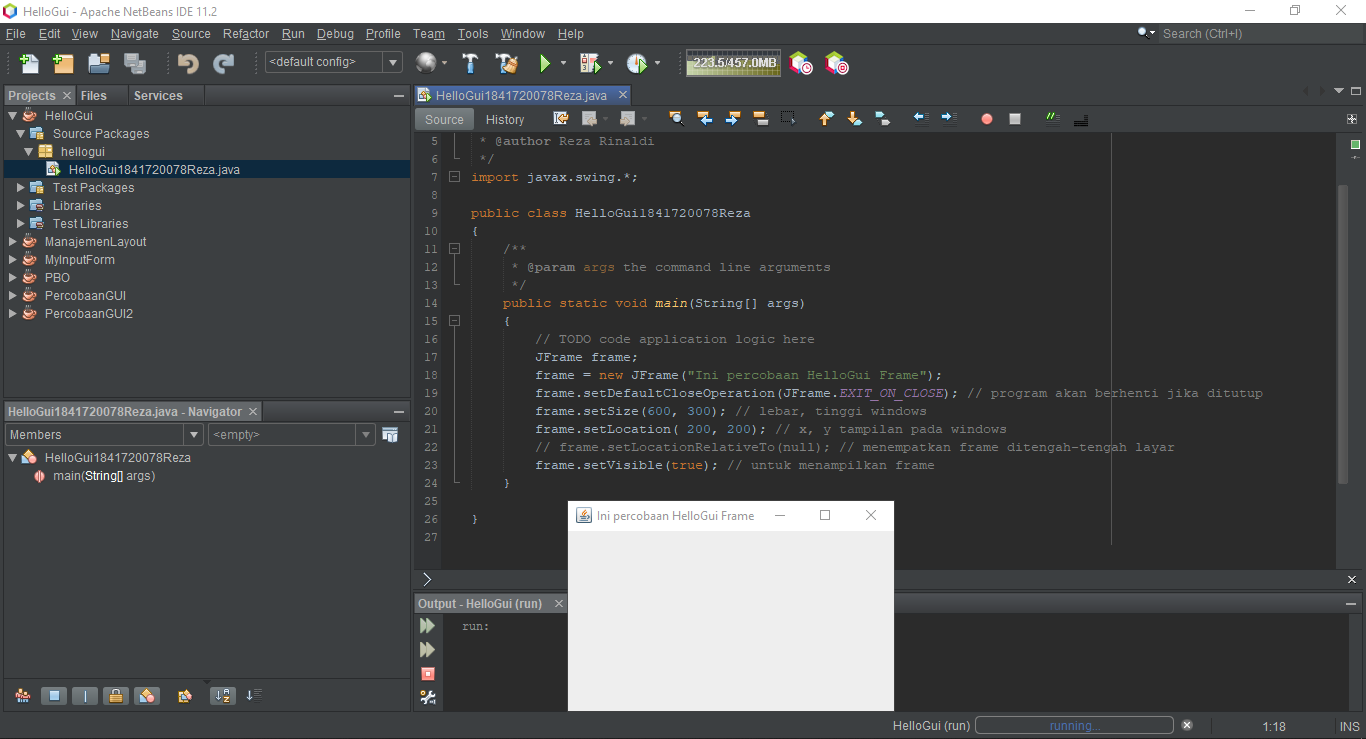 HelloGui - Apache NetBeans IDE 11.2
File Edit View Navigate Source Refactor Run Debug Profile Team Tools Window Help
Search (Ctrl+I)
<default config>
223.5/457.0MB
Projects Files Services
HelloGui
Source Packages
hellogui
HelloGui1841720078Reza.java
Test Packages
Libraries
Test Libraries
ManajemenLayout
MyInputForm
PBO
PercobaanGUI
PercobaanGUI2
HelloGui1841720078Reza.java - Navigator
Members
<empty>
HelloGui1841720078Reza
main(String[] args)
HelloGui1841720078Reza.java
Source History
5 * @author Reza Rinaldi
6 */
7 import javax.swing.*;
8
9 public class HelloGui1841720078Reza
10 {
11 /**
12 * @param args the command line arguments
13 */
14 public static void main(String[] args)
15 {
16 // TODO code application logic here
17 JFrame frame;
18 frame = new JFrame("Ini percobaan HelloGui Frame");
19 frame.setDefaultCloseOperation(JFrame.EXIT_ON_CLOSE); // program akan berhenti jika ditutup
20 frame.setSize(600, 300); // lebar, tinggi windows
21 frame.setLocation( 200, 200); // x, y tampilan pada windows
22 // frame.setLocationRelativeTo(null); // menempatkan frame ditengah-tengah layar
23 frame.setVisible(true); // untuk menampilkan frame
24 }
25
26 }
27
Ini percobaan HelloGui Frame
Output - HelloGui (run)
run:
HelloGui (run) running...
1:18 INS